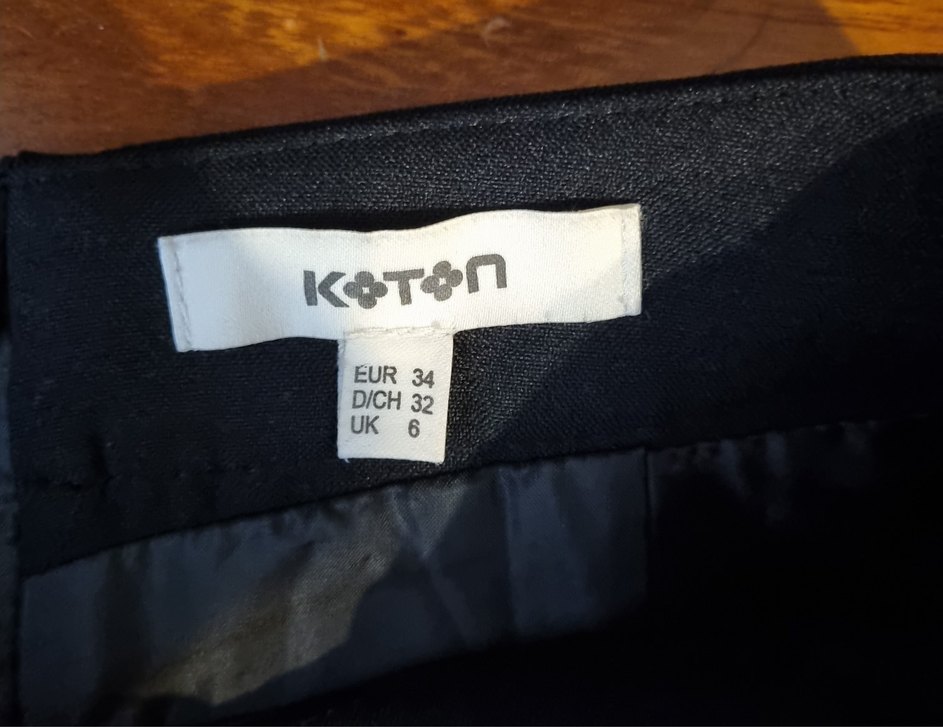 KOTON
EUR 34
D/CH 32
UK 6